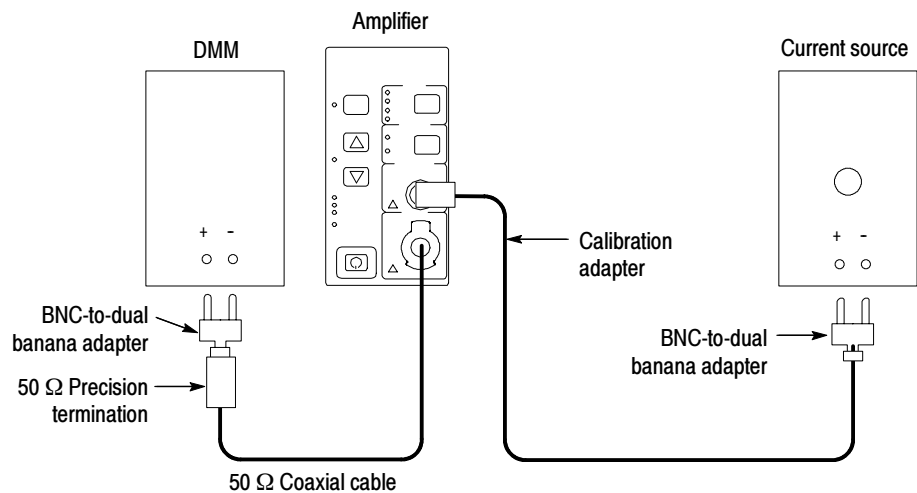 Amplifier
DMM
Current source
+ -
+ -
Calibration
adapter
BNC-to-dual
banana adapter
BNC-to-dual
banana adapter
50 Ω Precision
termination
50 Ω Coaxial cable